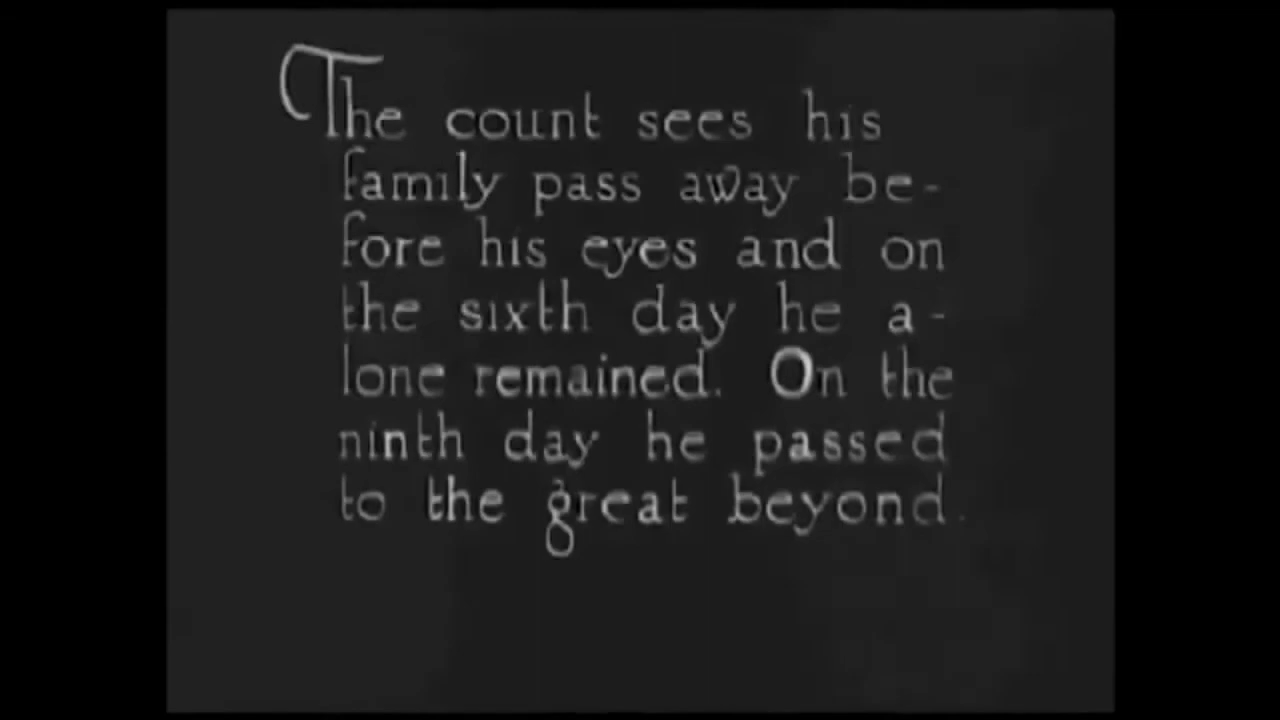 The count sees his
family pass away be-
fore his eyes and on
the sixth day he a-
lone remained. On the
ninth day he passed
to the great beyond.